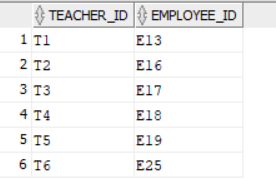 TEACHER_ID EMPLOYEE_ID
1 T1 E13
2 T2 E16
3 T3 E17
4 T4 E18
5 T5 E19
6 T6 E25